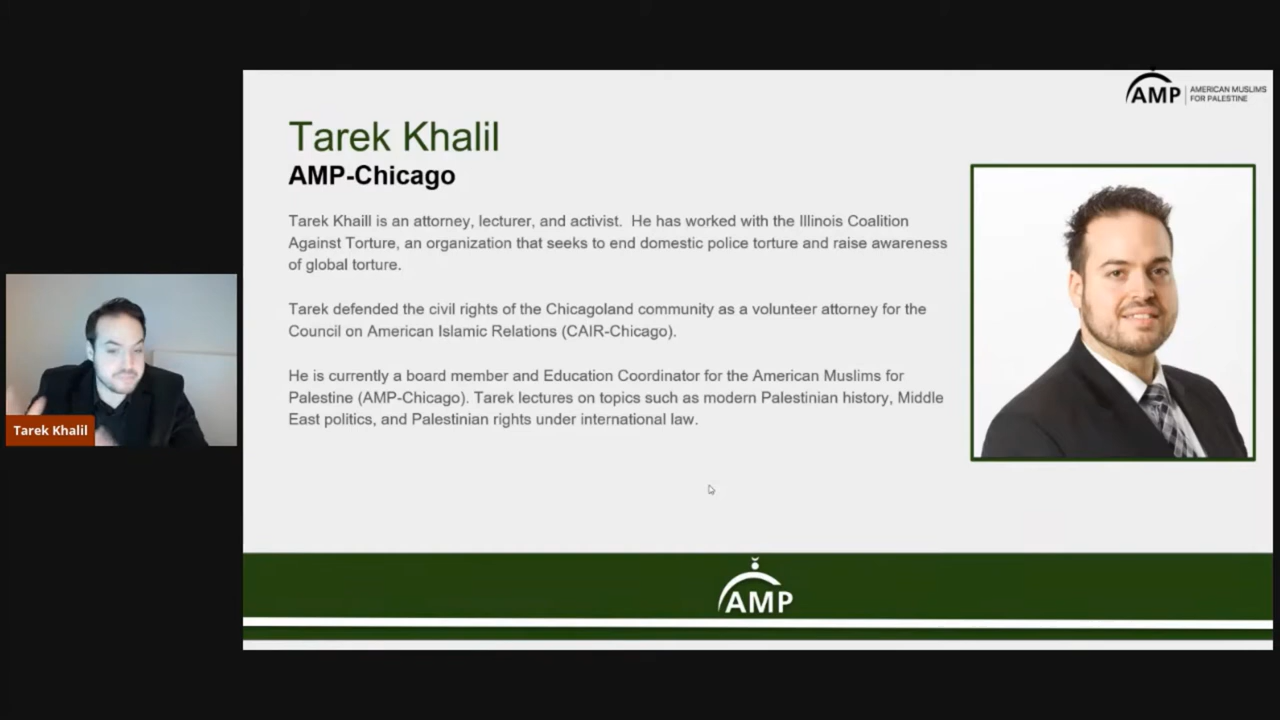 AMP | AMERICAN MUSLIMS
FOR PALESTINE
Tarek Khalil
AMP-Chicago
Tarek Khaill is an attorney, lecturer, and activist. He has worked with the Illinois Coalition
Against Torture, an organization that seeks to end domestic police torture and raise awareness
of global torture.
Tarek defended the civil rights of the Chicagoland community as a volunteer attorney for the
Council on American Islamic Relations (CAIR-Chicago).
He is currently a board member and Education Coordinator for the American Muslims for
Palestine (AMP-Chicago). Tarek lectures on topics such as modern Palestinian history, Middle
East politics, and Palestinian rights under international law.
Tarek Khalil
AMP